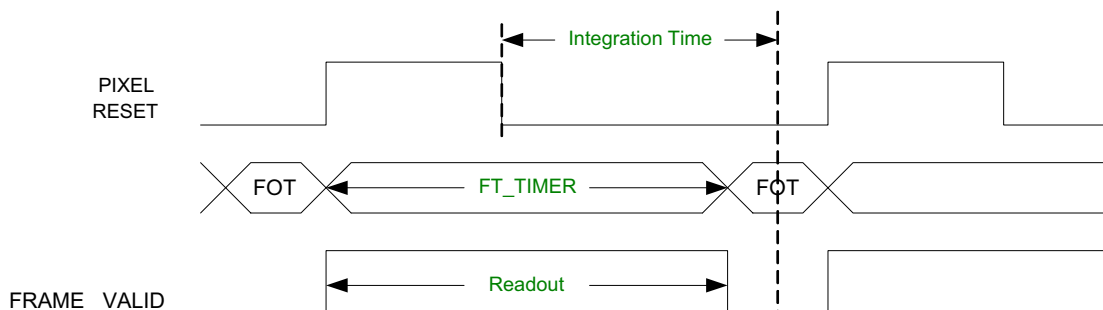 Integration Time
PIXEL
RESET
FOT
FT_TIMER
FOT
Readout
FRAME VALID